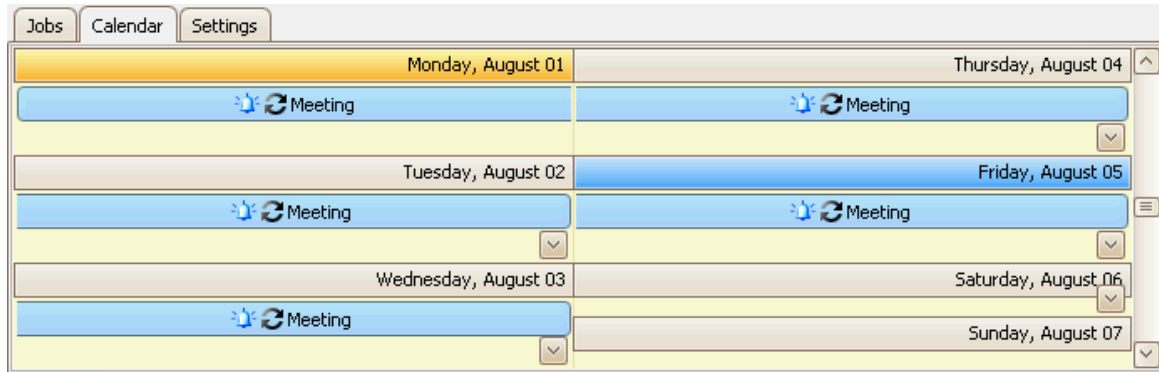 Jobs Calendar Settings
Monday, August 01
Meeting
Tuesday, August 02
Meeting
Wednesday, August 03
Meeting
Thursday, August 04
Meeting
Friday, August 05
Meeting
Saturday, August 06
Sunday, August 07